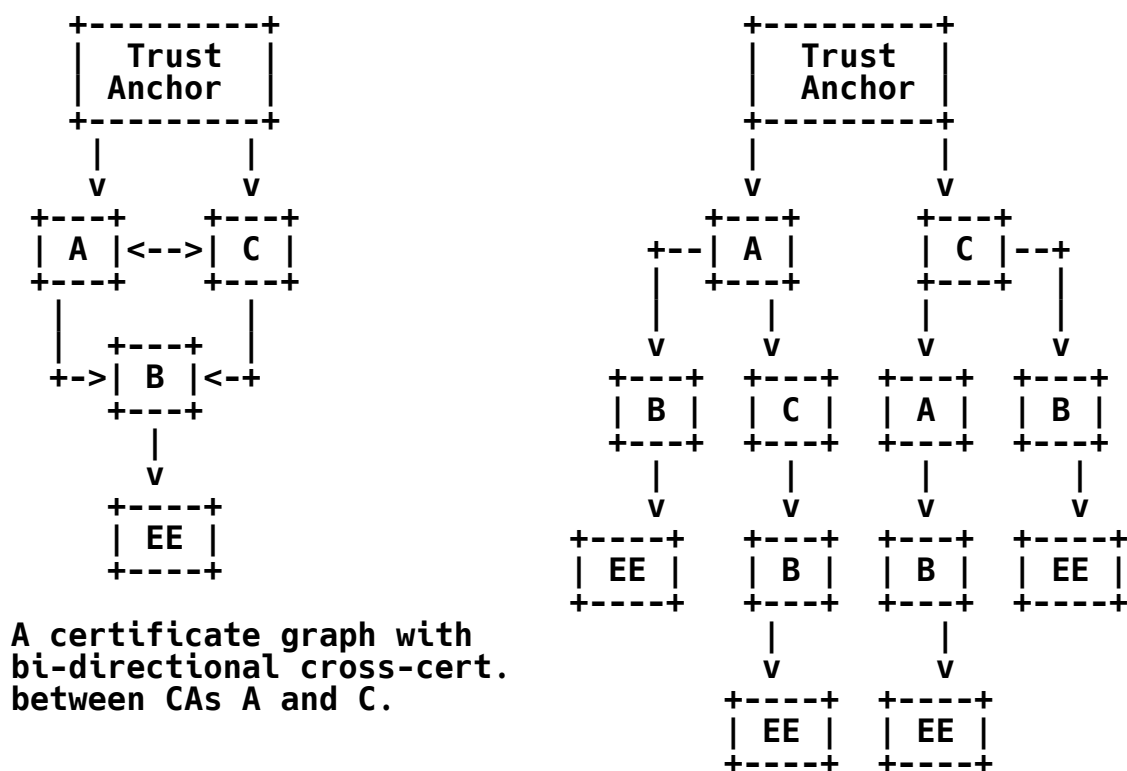 Trust
Anchor
A C
B
EE
A certificate graph with
bi-directional cross-cert.
between CAs A and C.
Trust
Anchor
A C
B C A B
EE B B EE
EE EE